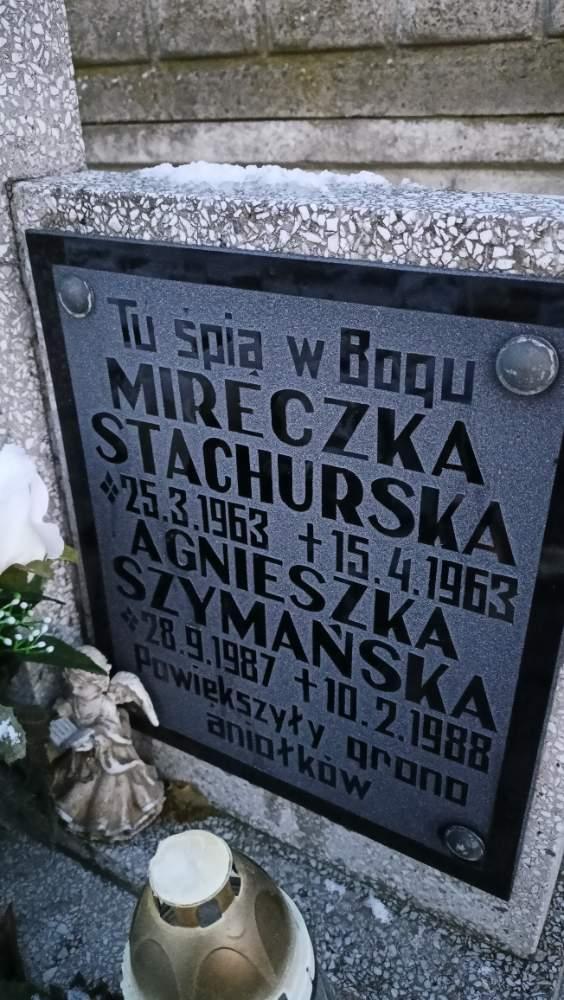 Tu śpią w Bogu
MIRECZKA
STACHURSKA
25.3.1963 +15.4.1963
AGNIESZKA
SZYMAŃSKA
28.9.1987 +10.2.1988
Powiększyły grono
aniołków